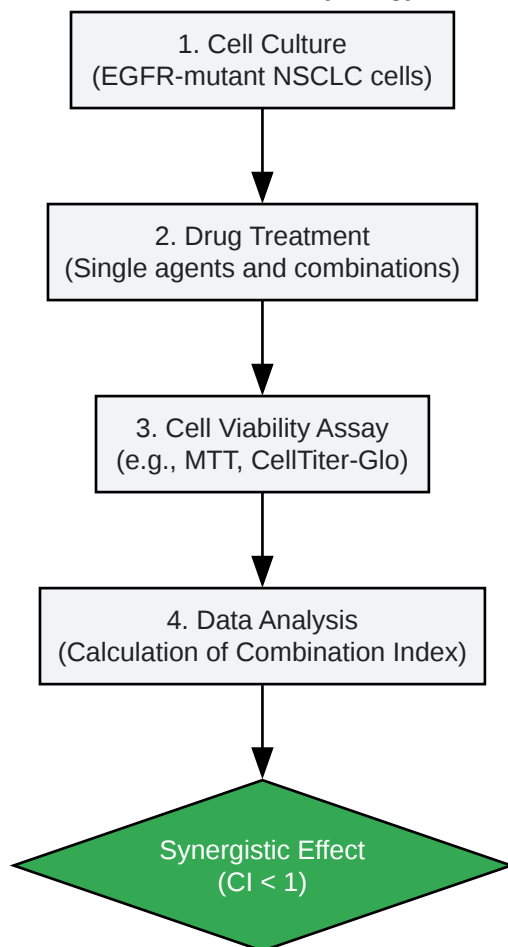 1. Cell Culture
(EGFR-mutant NSCLC cells)
2. Drug Treatment
(Single agents and combinations)
3. Cell Viability Assay
(e.g., MTT, CellTiter-Glo)
4. Data Analysis
(Calculation of Combination Index)
Synergistic Effect
(CI < 1)